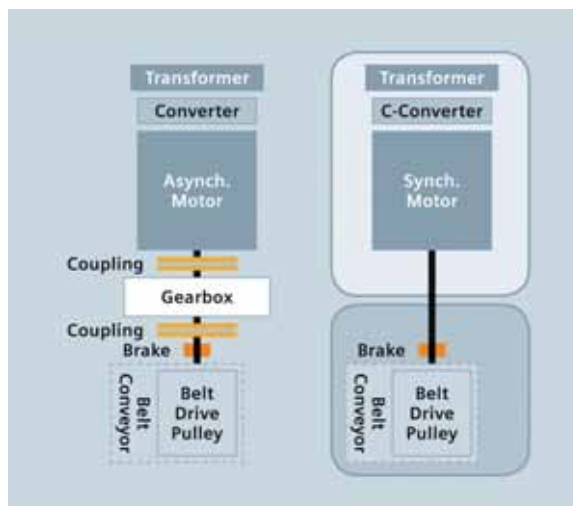 Transformer
Converter
Asynch.
Motor
Coupling
Gearbox
Coupling
Brake
Belt
Conveyor
Belt
Drive
Pulley
Transformer
C-Converter
Synch.
Motor
Brake
Belt
Conveyor
Belt
Drive
Pulley